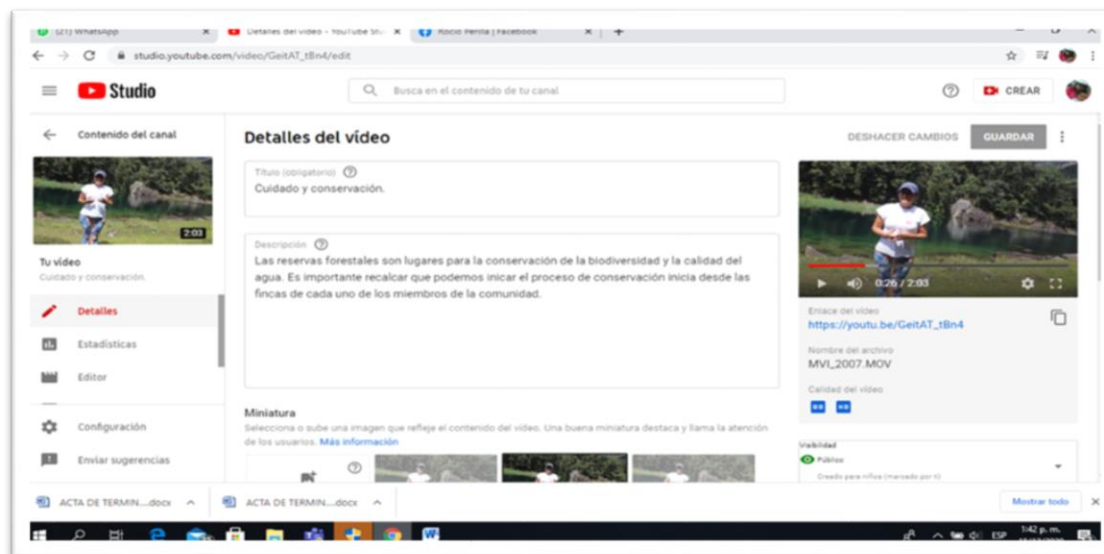 (21) WhatsApp
Detalles del vídeo - YouTube Stu
Rocio Perilla | Facebook
studio.youtube.com/video/GeitAT_tBn4/edit
Studio
Busca en el contenido de tu canal
CREAR
Contenido del canal
Detalles del vídeo
DESHACER CAMBIOS
GUARDAR
2:03
Tu vídeo
Cuidado y conservación.
Detalles
Estadísticas
Editor
Configuración
Enviar sugerencias
Título (obligatorio)
Cuidado y conservación.
Descripción
Las reservas forestales son lugares para la conservación de la biodiversidad y la calidad del
agua. Es importante recalcar que podemos inicar el proceso de conservación inicia desde las
fincas de cada uno de los miembros de la comunidad.
Miniatura
Selecciona o sube una imagen que refleje el contenido del vídeo. Una buena miniatura destaca y llama la atención
de los usuarios. Más información
0:26 / 2:03
Enlace del vídeo
https://youtu.be/GeitAT_tBn4
Nombre del archivo
MVI_2007.MOV
Calidad del vídeo
Visibilidad
Público
Creado para niños (marcado por ti)
ACTA DE TERMIN....docx
ACTA DE TERMIN....docx
Mostrar todo
ESP
1:42 p. m.